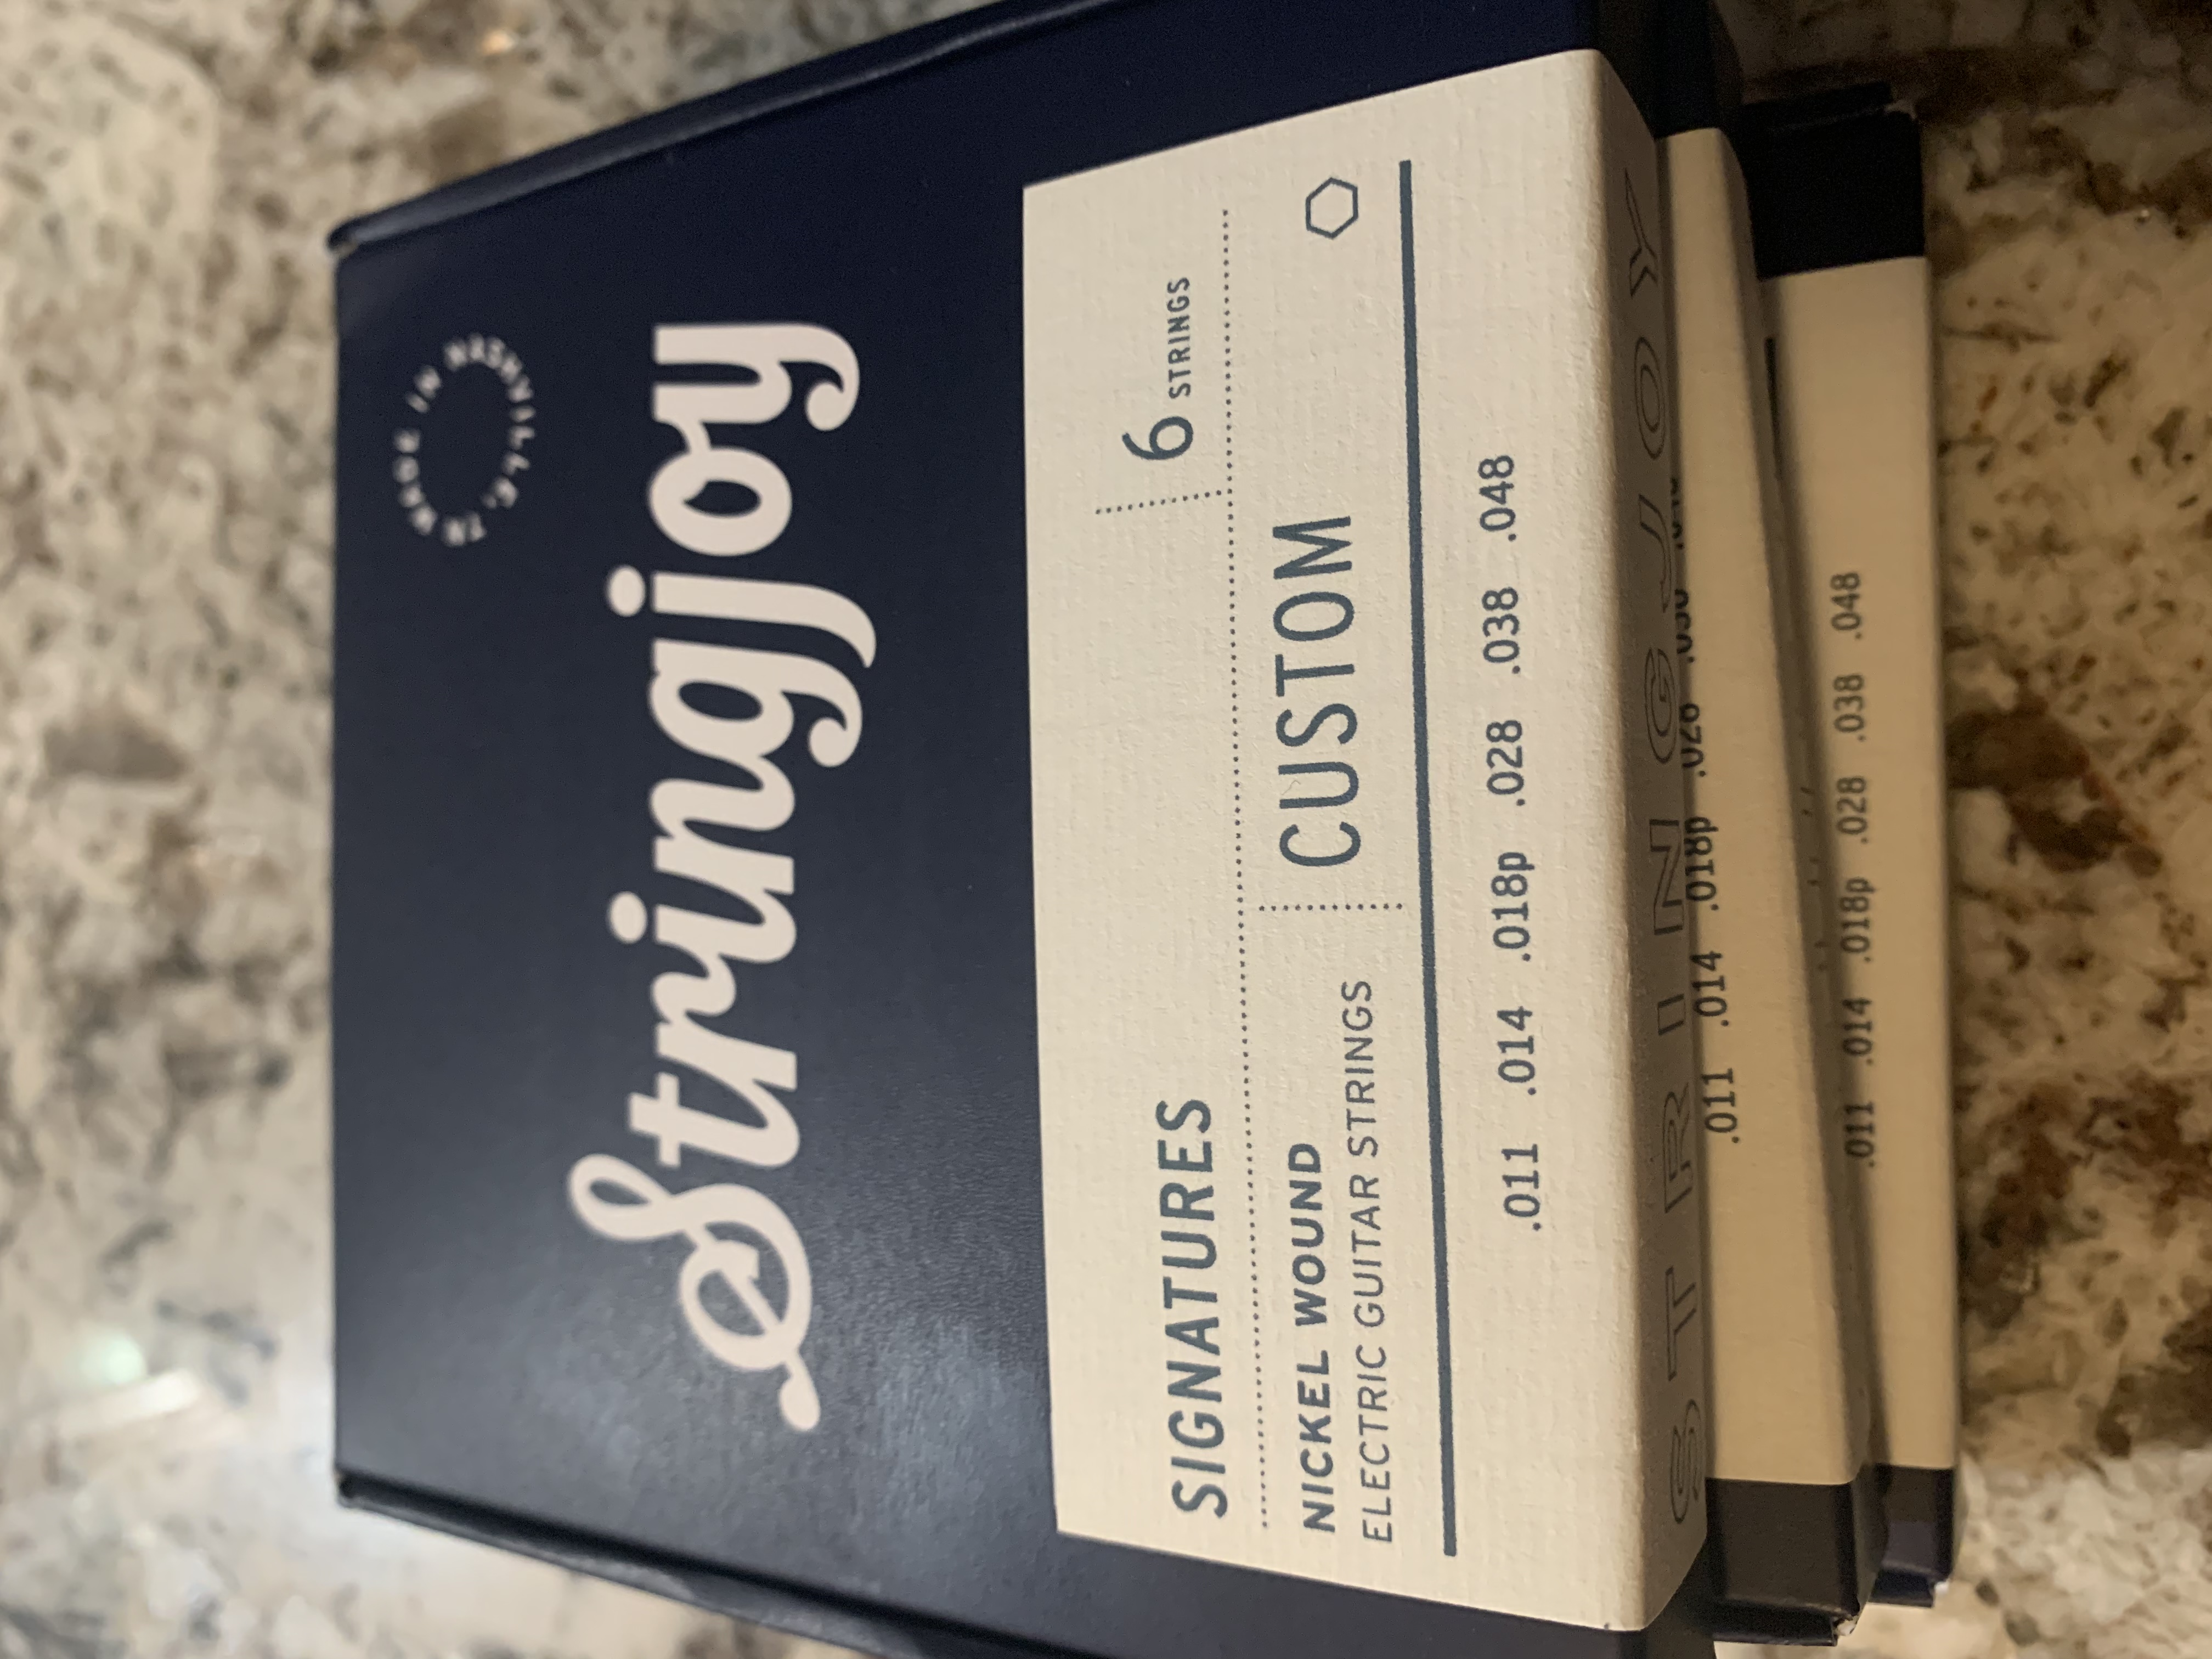 MADE IN NASHVILLE, TN
Stringjoy
6 STRINGS
SIGNATURES
NICKEL WOUND
ELECTRIC GUITAR STRINGS
CUSTOM
.011 .014 .018p .028 .038 .048
STRINGJOY
.011 .014 .018p .028
.011 .014 .018p .028 .038 .048